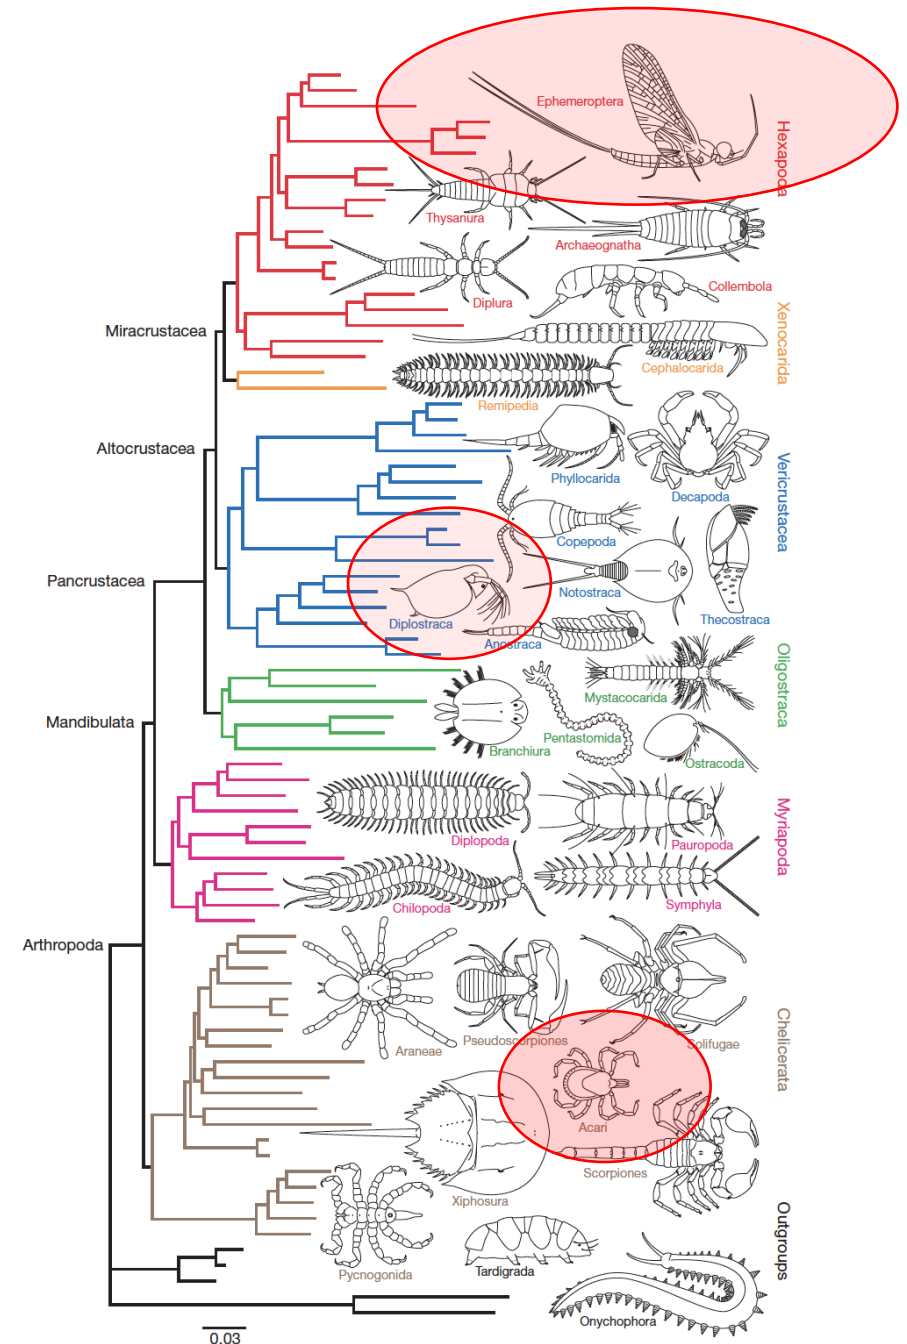 Ephemeroptera
Hexapoda
Thysanura
Archaeognatha
Diplura
Collembola
Miracrustacea
Xenocarida
Cephalocarida
Remipedia
Altocrustacea
Vericrustacea
Phyllocarida
Decapoda
Copepoda
Pancrustacea
Notostraca
Diplostraca
Thecostraca
Anostraca
Oligostraca
Mystacocarida
Mandibulata
Pentastomida
Branchiura
Ostracoda
Myriapoda
Diplopoda
Pauropoda
Chilopoda
Symphyla
Arthropoda
Chelicerata
Araneae
Pseudoscorpiones
Solifugae
Acari
Scorpiones
Xiphosura
Outgroups
Pycnogonida
Tardigrada
Onychophora
0.03